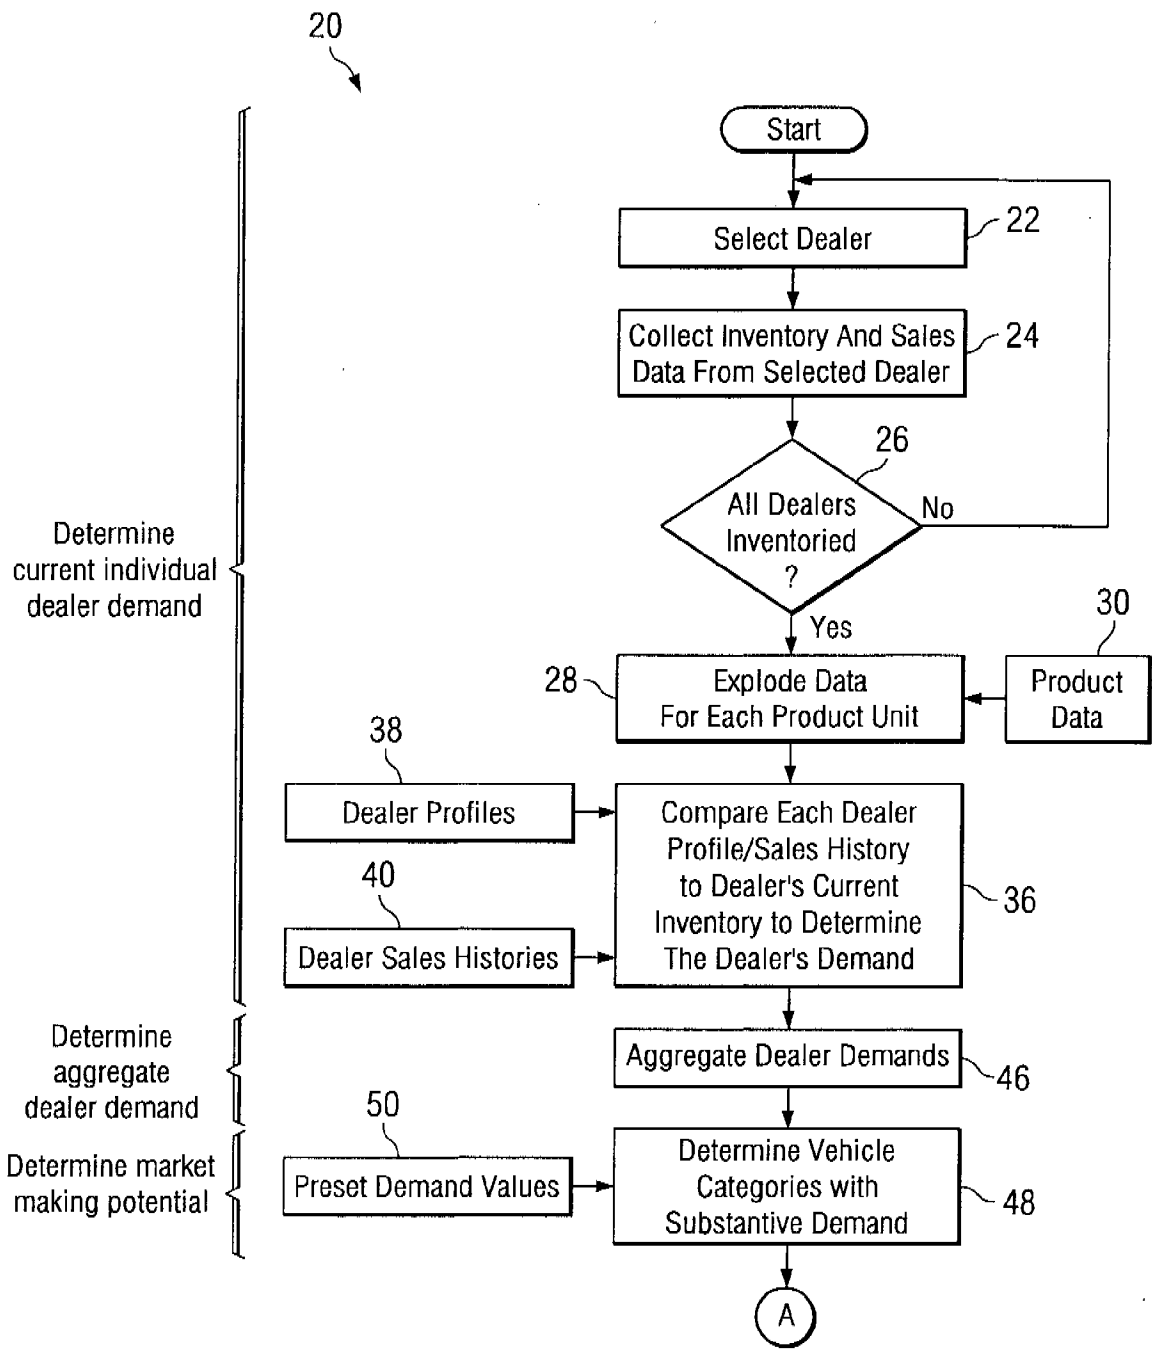 20
Start
Select Dealer
22
Collect Inventory And Sales
Data From Selected Dealer
24
26
All Dealers
Inventoried
?
No
Yes
Determine
current individual
dealer demand
28
Explode Data
For Each Product Unit
30
Product
Data
38
Dealer Profiles
40
Dealer Sales Histories
Compare Each Dealer
Profile/Sales History
to Dealer's Current
Inventory to Determine
The Dealer's Demand
36
Determine
aggregate
dealer demand
Aggregate Dealer Demands
46
Determine market
making potential
50
Preset Demand Values
Determine Vehicle
Categories with
Substantive Demand
48
A